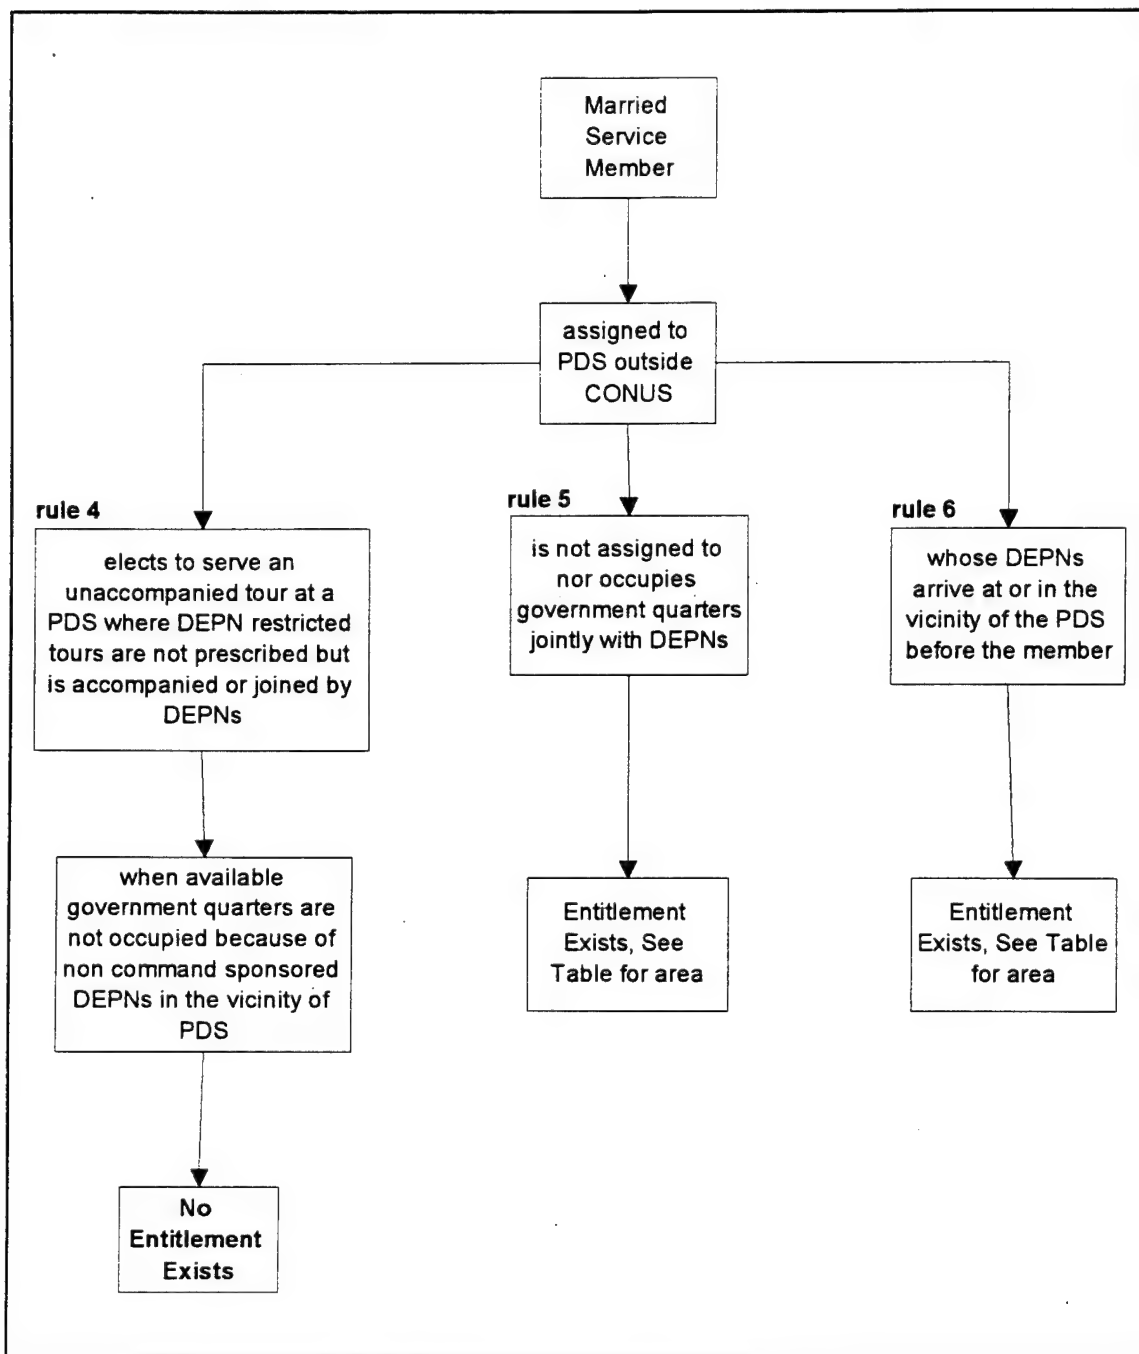 Married
Service
Member
assigned to
PDS outside
CONUS
rule 4
elects to serve an
unaccompanied tour at a
PDS where DEPN restricted
tours are not prescribed but
is accompanied or joined by
DEPNs
when available
government quarters are
not occupied because of
non command sponsored
DEPNs in the vicinity of
PDS
No
Entitlement
Exists
rule 5
is not assigned to
nor occupies
government quarters
jointly with DEPNs
Entitlement
Exists, See
Table for area
rule 6
whose DEPNs
arrive at or in the
vicinity of the PDS
before the member
Entitlement
Exists, See Table
for area